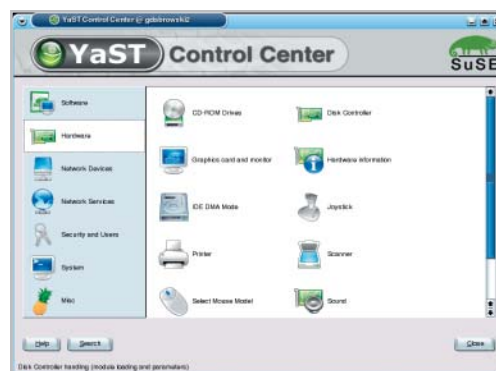 YaST Control Center @ gdabrowski2
YaST Control Center
SuSE
Software
Hardware
Network Devices
Network Services
Security and Users
System
Misc
CD-ROM Drives
Disk Controller
Graphics card and monitor
Hardware information
IDE DMA Mode
Joystick
Printer
Scanner
Select Mouse Model
Sound
Help
Search
Close
Disk Controller handling (module loading and parameters)